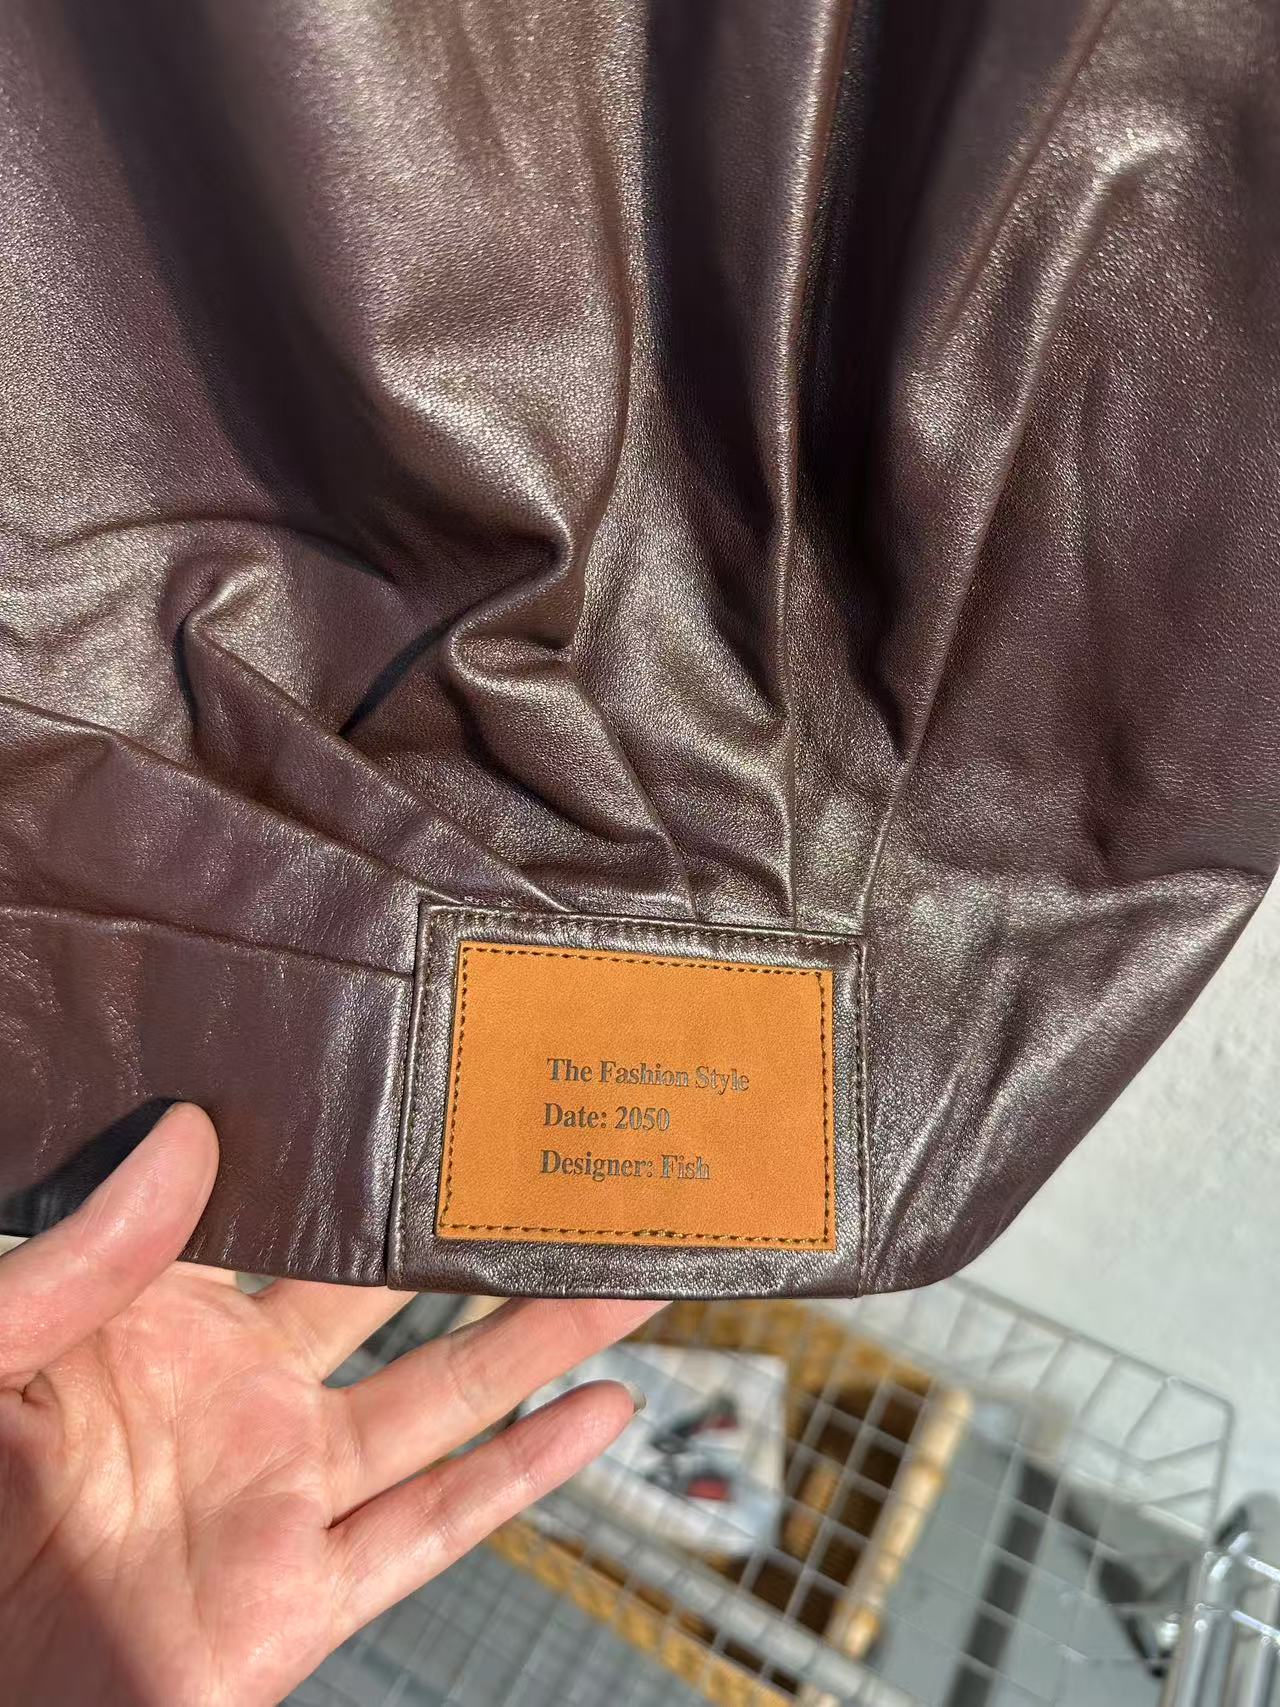 The Fashion Style
Date: 2050
Designer: Fish